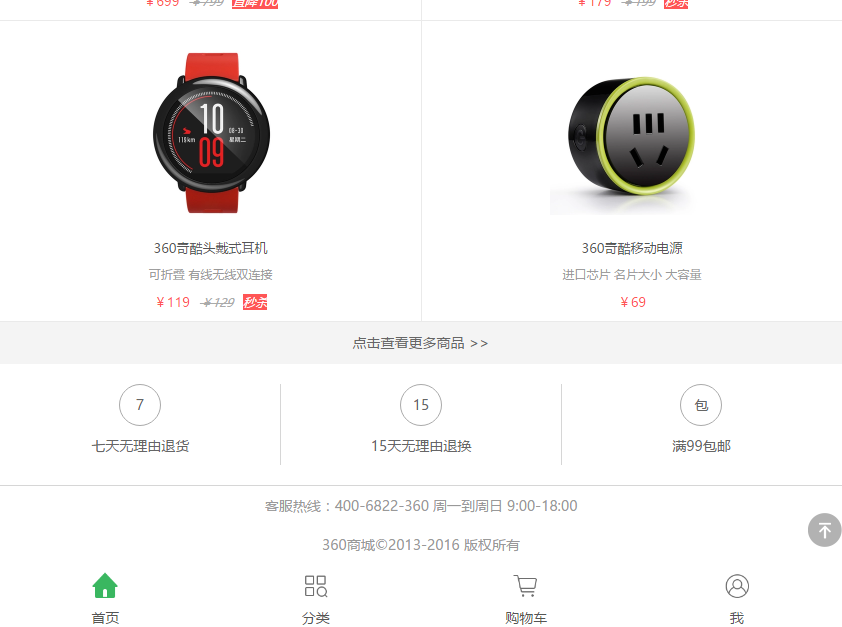 ￥699 ￥799 直降100
￥179 ￥199 秒杀
10
09
08-30
星期二
119km
360奇酷头戴式耳机
可折叠 有线无线双连接
￥119 ￥129 秒杀
360奇酷移动电源
进口芯片 名片大小 大容量
￥69
点击查看更多商品 >>
7
七天无理由退货
15
15天无理由退换
包
满99包邮
客服热线：400-6822-360 周一到周日 9:00-18:00
360商城©2013-2016 版权所有
首页
分类
购物车
我